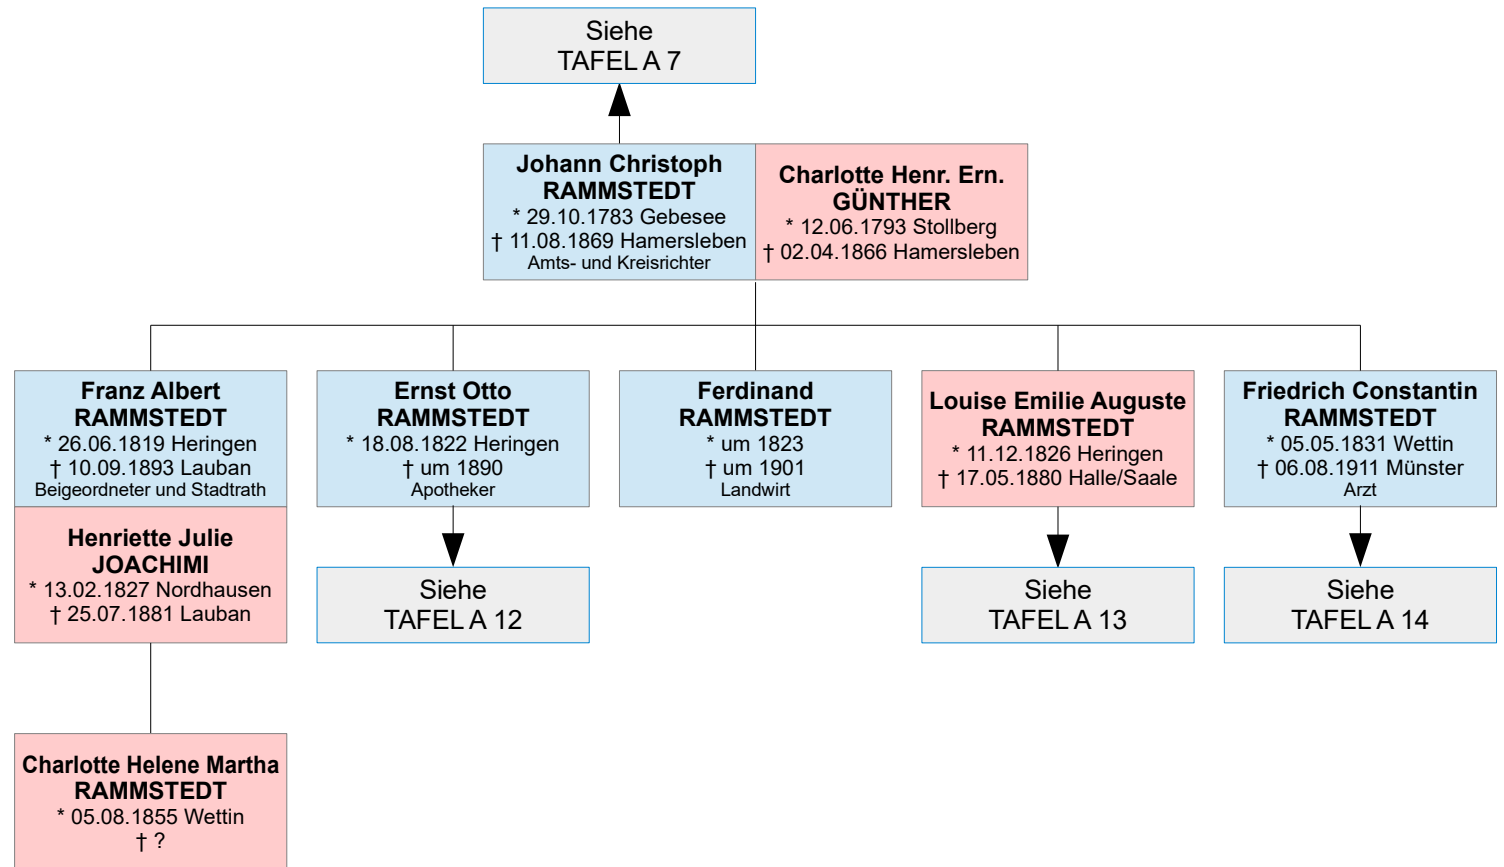 Siehe
TAFEL A 7
Johann Christoph
RAMMSTEDT
* 29.10.1783 Gebesee
† 11.08.1869 Hamersleben
Amts- und Kreisrichter
Charlotte Henr. Ern.
GÜNTHER
* 12.06.1793 Stollberg
† 02.04.1866 Hamersleben
Franz Albert
RAMMSTEDT
* 26.06.1819 Heringen
† 10.09.1893 Lauban
Beigeordneter und Stadtrath
Henriette Julie
JOACHIMI
* 13.02.1827 Nordhausen
† 25.07.1881 Lauban
Charlotte Helene Martha
RAMMSTEDT
* 05.08.1855 Wettin
† ?
Ernst Otto
RAMMSTEDT
* 18.08.1822 Heringen
† um 1890
Apotheker
Siehe
TAFEL A 12
Ferdinand
RAMMSTEDT
* um 1823
† um 1901
Landwirt
Louise Emilie Auguste
RAMMSTEDT
* 11.12.1826 Heringen
† 17.05.1880 Halle/Saale
Siehe
TAFEL A 13
Friedrich Constantin
RAMMSTEDT
* 05.05.1831 Wettin
† 06.08.1911 Münster
Arzt
Siehe
TAFEL A 14